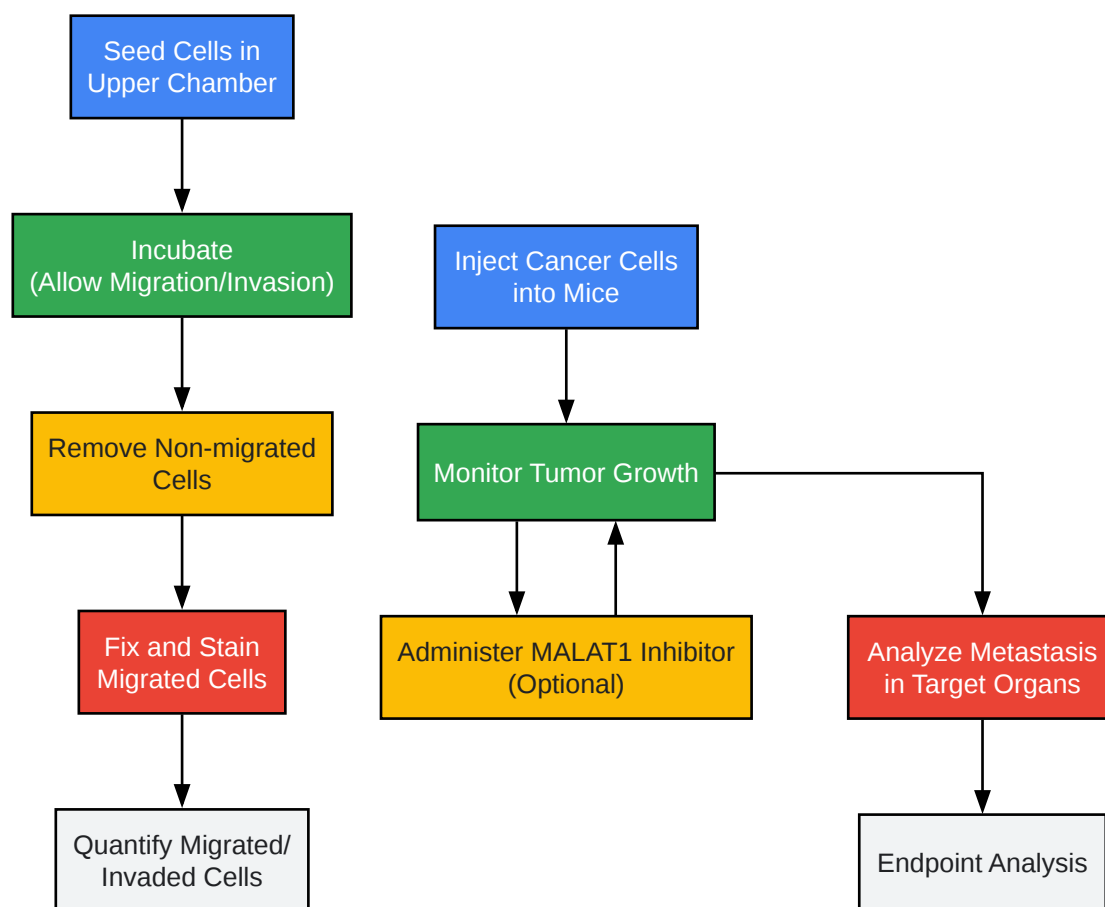 Seed Cells in
Upper Chamber
Incubate
(Allow Migration/Invasion)
Remove Non-migrated
Cells
Fix and Stain
Migrated Cells
Quantify Migrated/
Invaded Cells
Inject Cancer Cells
into Mice
Monitor Tumor Growth
Administer MALAT1 Inhibitor
(Optional)
Analyze Metastasis
in Target Organs
Endpoint Analysis